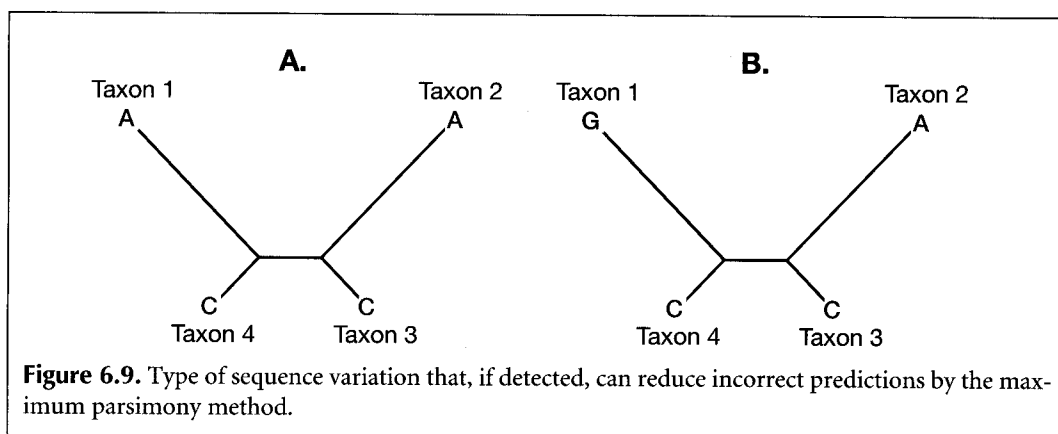 A.
Taxon 1
A
Taxon 2
A
C
Taxon 4
C
Taxon 3
B.
Taxon 1
G
Taxon 2
A
C
Taxon 4
C
Taxon 3
Figure 6.9. Type of sequence variation that, if detected, can reduce incorrect predictions by the max-
imum parsimony method.